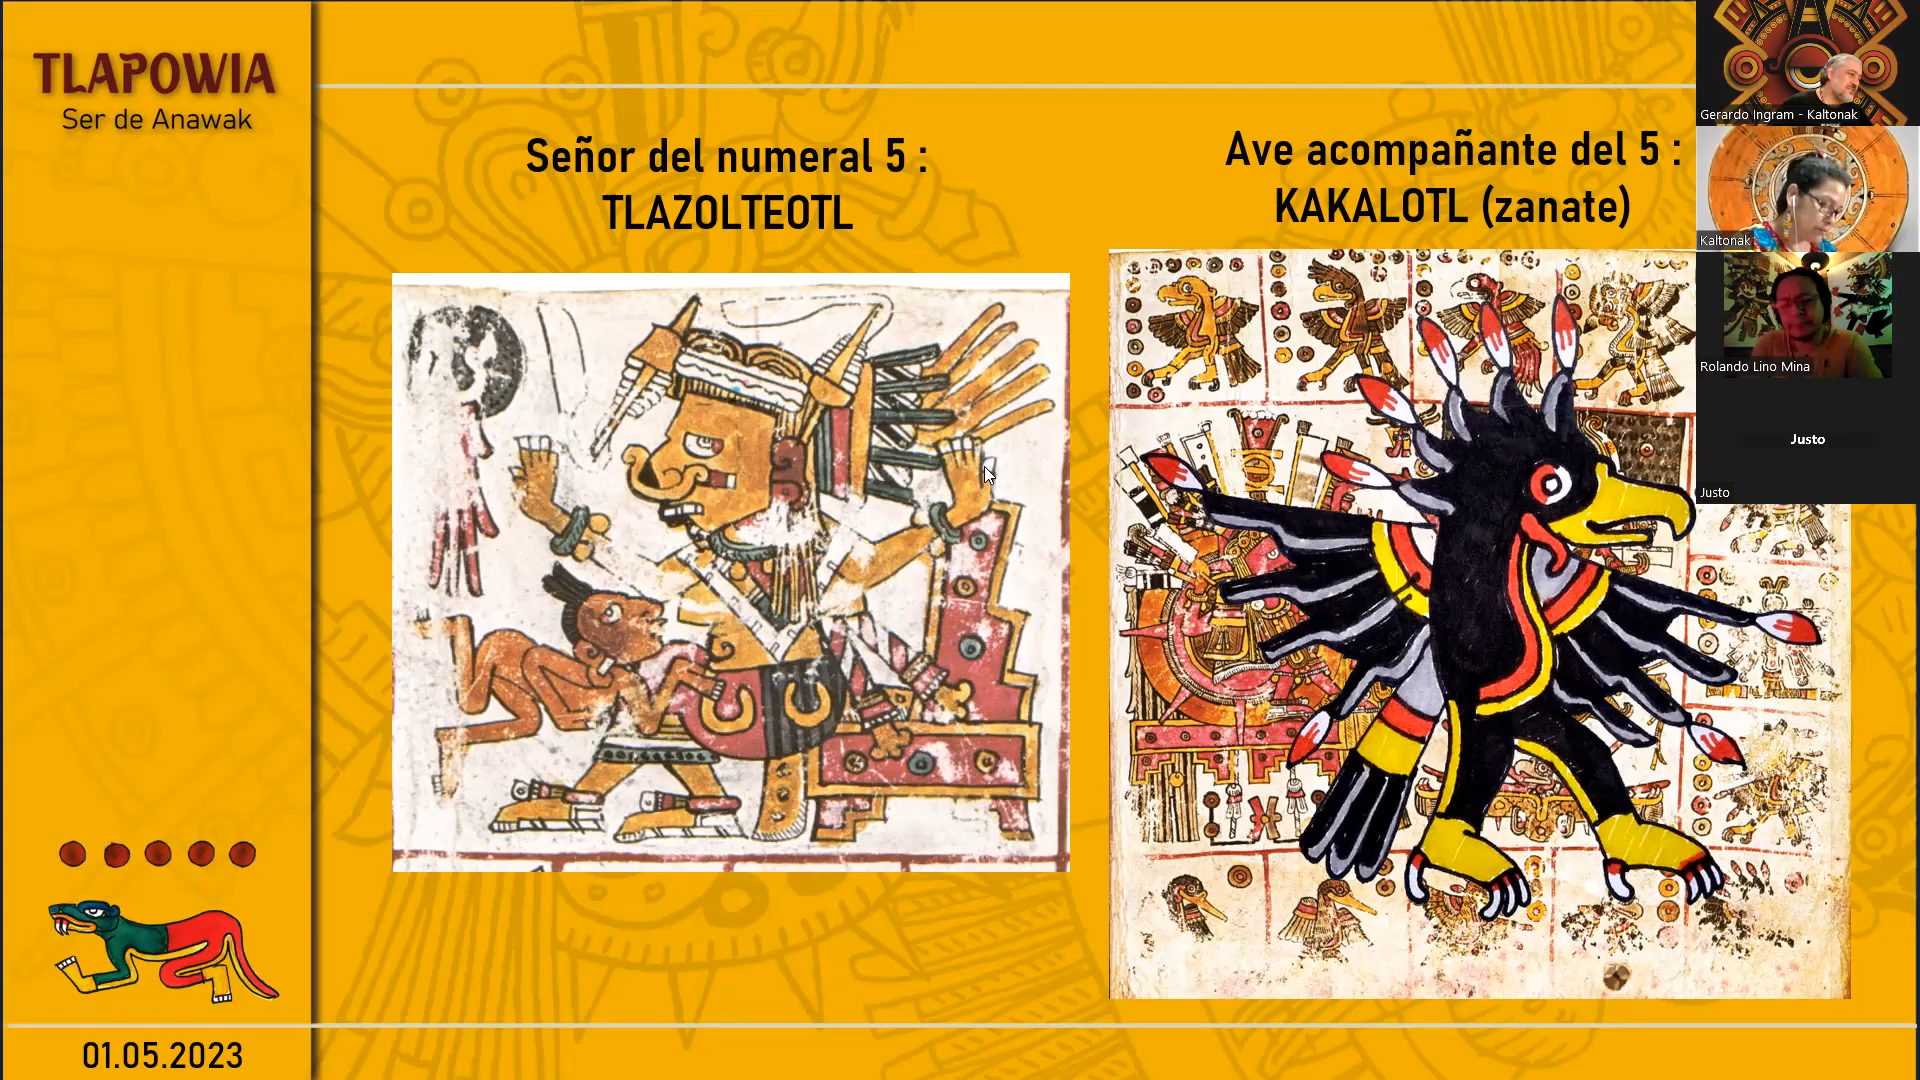 TLAPOWIA
Ser de Anawak
Señor del numeral 5 :
TLAZOLTEOTL
Ave acompañante del 5 :
KAKALOTL (zanate)
Gerardo Ingram - Kaltonak
Kaltonak
Rolando Lino Mina
Justo
Justo
01.05.2023